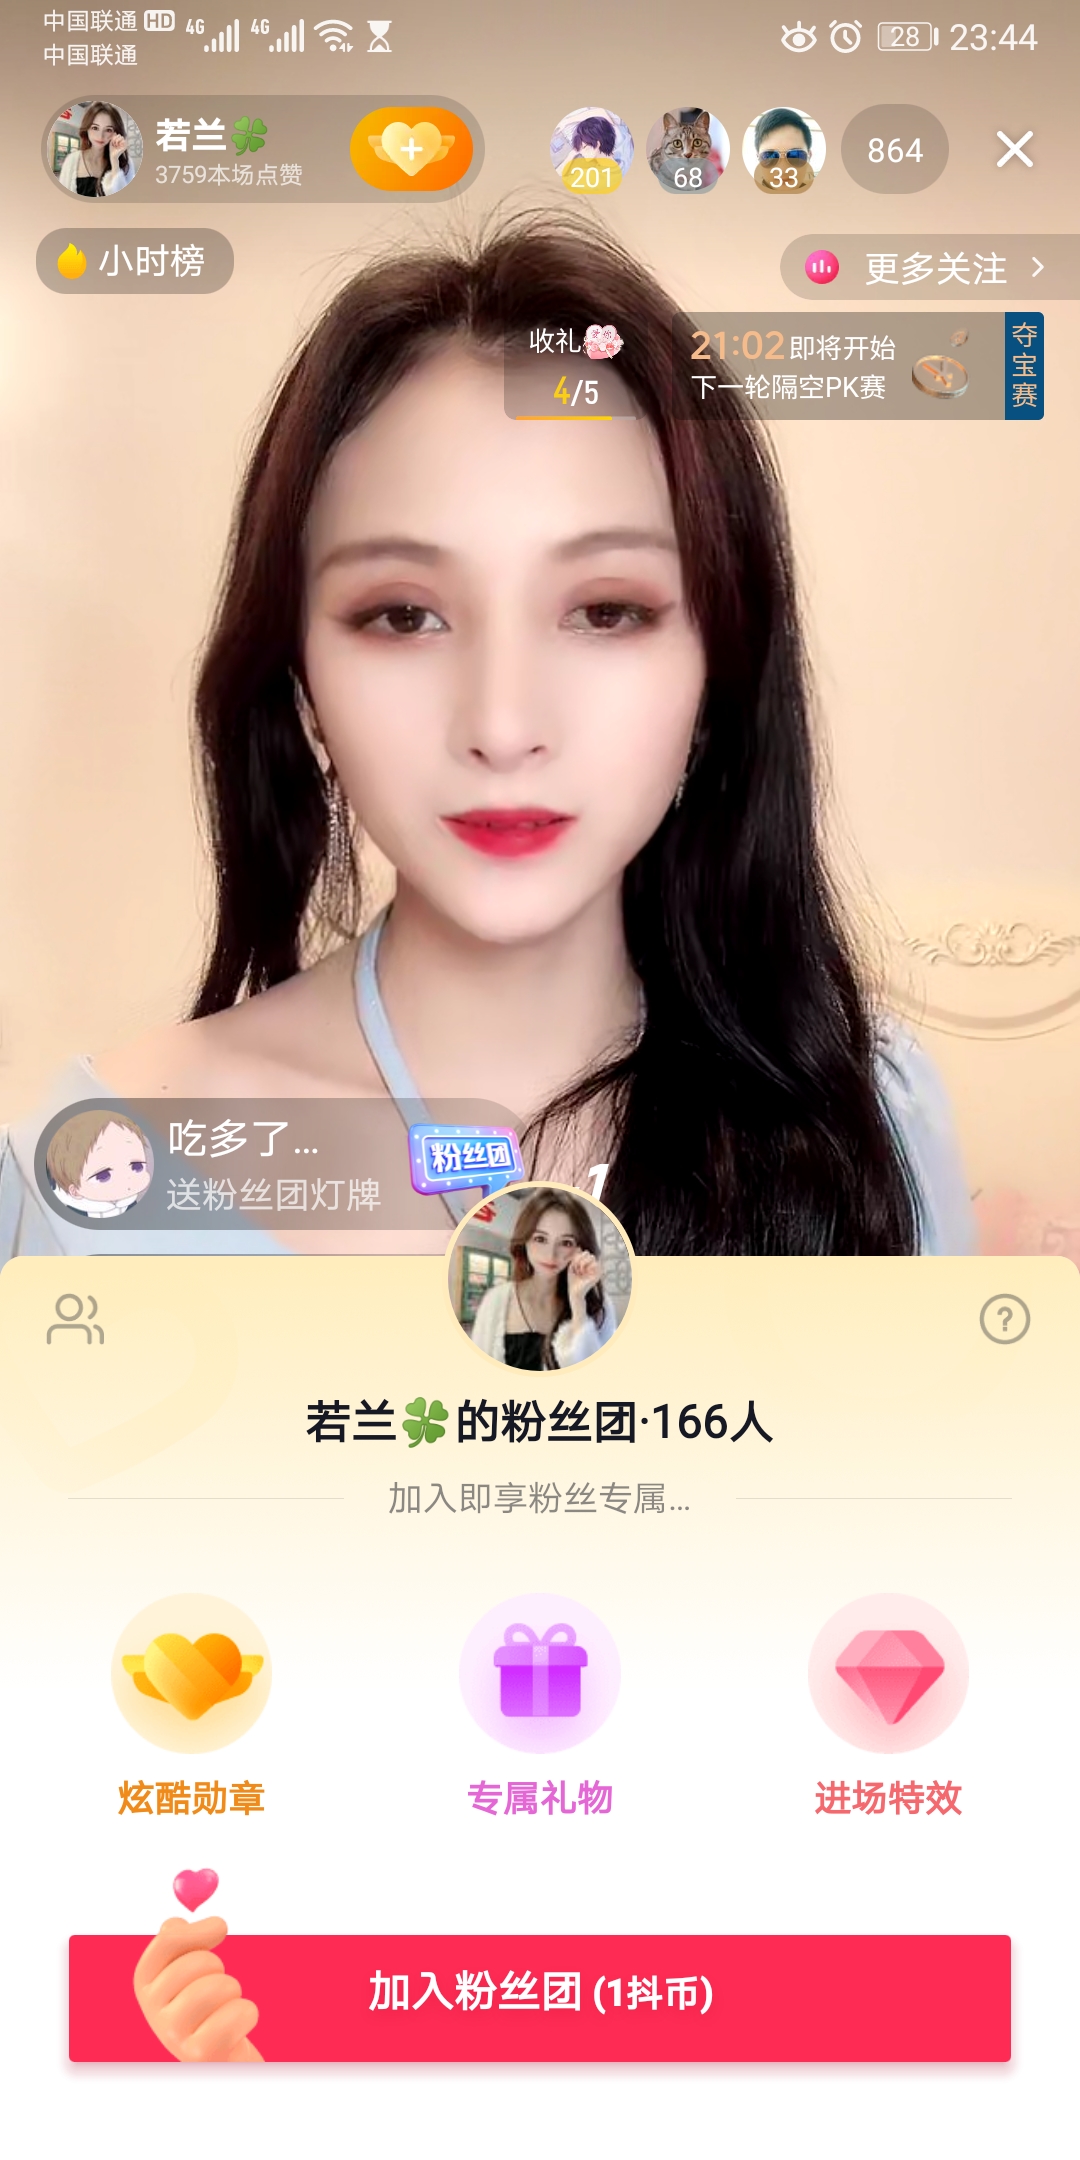 中国联通 HD 4G 4G 28 23:44
中国联通
若兰🍀
3759本场点赞
201 68 33 864
小时榜
更多关注
收礼
4/5
21:02即将开始
下一轮隔空PK赛
夺宝赛
吃多了...
送粉丝团灯牌
粉丝团
1
若兰🍀的粉丝团·166人
加入即享粉丝专属...
炫酷勋章 专属礼物 进场特效
加入粉丝团 (1抖币)